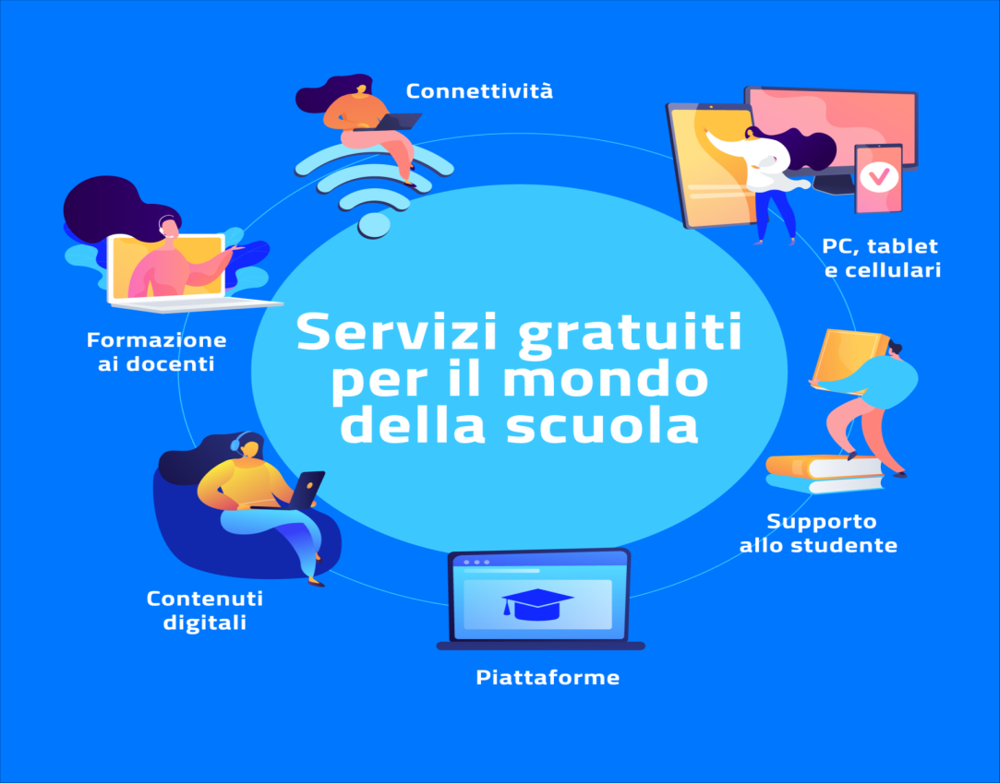 Connettività
PC, tablet
e cellulari
Formazione
ai docenti
Servizi gratuiti
per il mondo
della scuola
Supporto
allo studente
Contenuti
digitali
Piattaforme